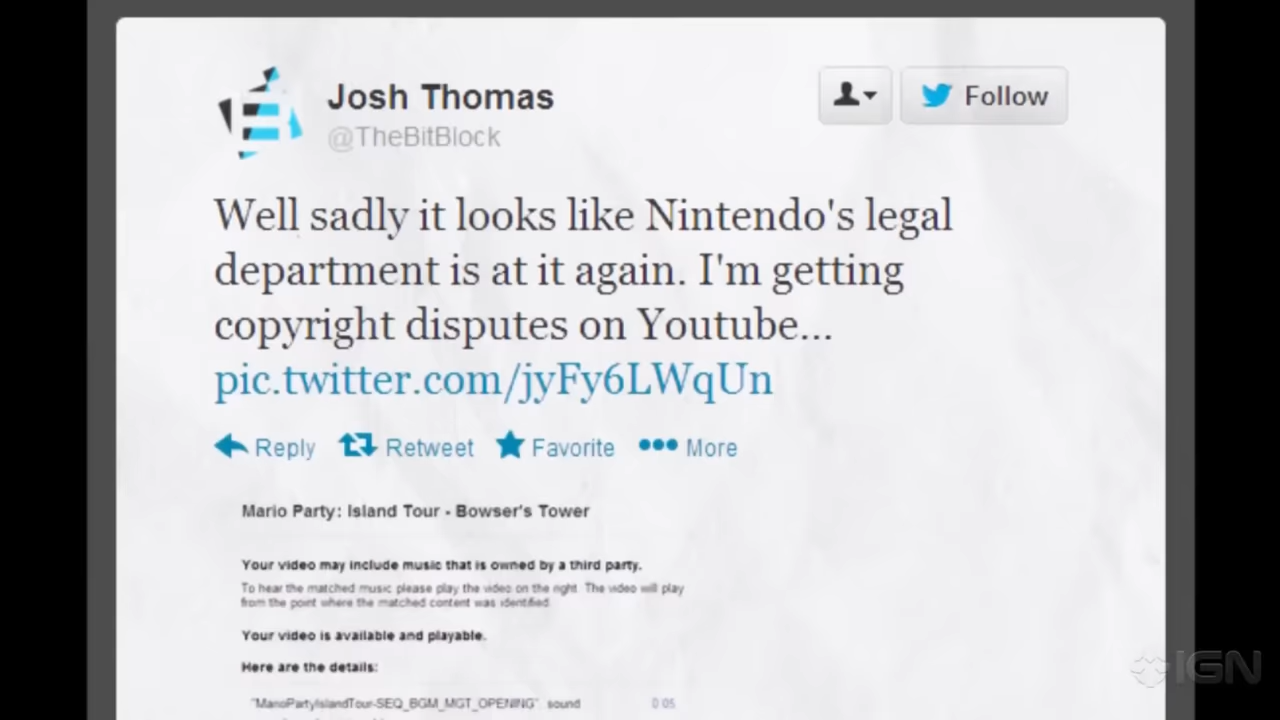 Josh Thomas
@TheBitBlock
Follow
Well sadly it looks like Nintendo's legal
department is at it again. I'm getting
copyright disputes on Youtube...
pic.twitter.com/jyFy6LWqUn
Reply Retweet Favorite More
Mario Party: Island Tour - Bowser's Tower
Your video may include music that is owned by a third party.
To hear the matched music please play the video on the right. The video will play
from the point where the matched content was identified
Your video is available and playable.
Here are the details:
"MarioPartyIslandTour-SEQ_BGM_MGT_OPENING", sound 0:05
IGN